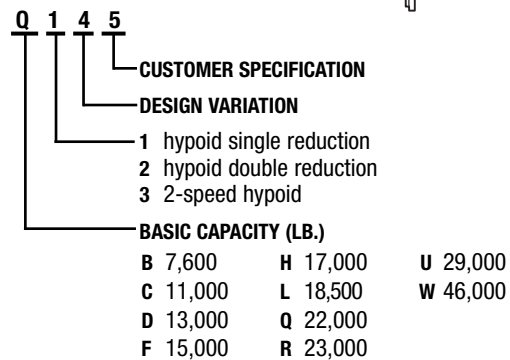 Q 1 4 5
CUSTOMER SPECIFICATION
DESIGN VARIATION
1 hypoid single reduction
2 hypoid double reduction
3 2-speed hypoid
BASIC CAPACITY (LB.)
B 7,600 H 17,000 U 29,000
C 11,000 L 18,500 W 46,000
D 13,000 Q 22,000
F 15,000 R 23,000